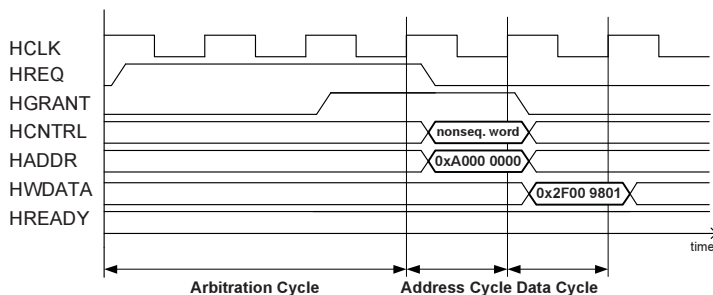 HCLK
HREQ
HGRANT
HCNTRL nonseq. word
HADDR 0xA000 0000
HWDATA 0x2F00 9801
HREADY
time
Arbitration Cycle Address Cycle Data Cycle